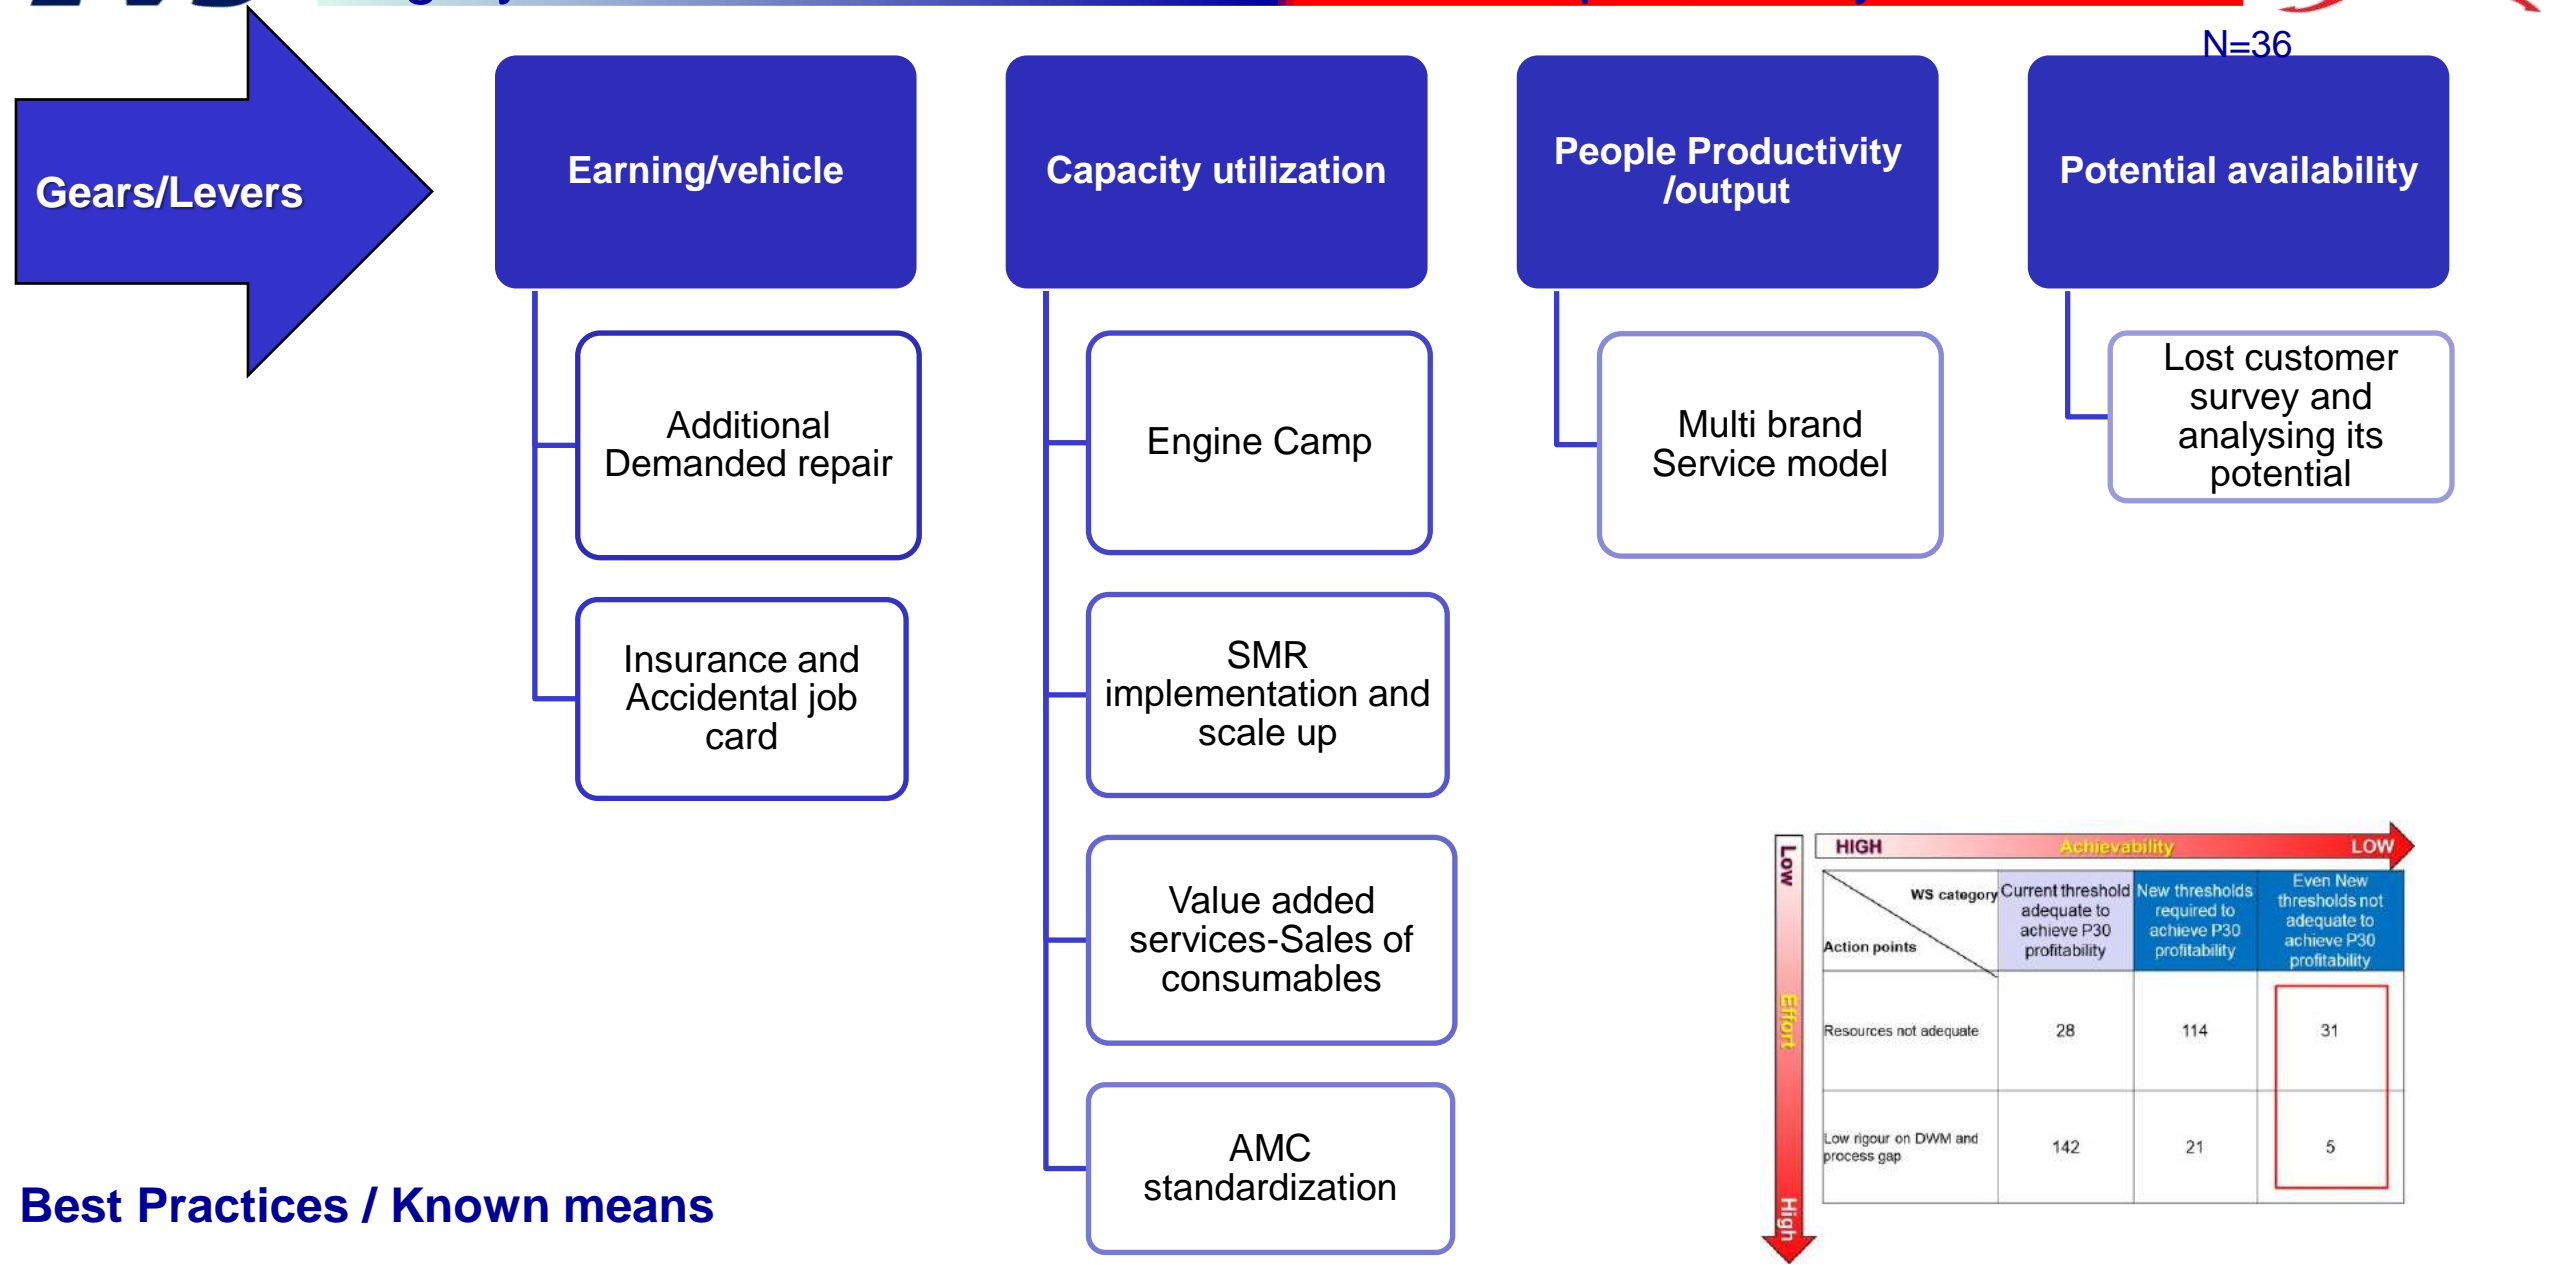 N=36
Gears/Levers
Earning/vehicle
Capacity utilization
People Productivity
/output
Potential availability
Additional
Demanded repair
Insurance and
Accidental job
card
Engine Camp
SMR
implementation and
scale up
Value added
services-Sales of
consumables
AMC
standardization
Multi brand
Service model
Lost customer
survey and
analysing its
potential
Best Practices / Known means
HIGH Achievability LOW
Low
Effort
High
WS category
Action points
Current threshold
adequate to
achieve P30
profitability
New thresholds
required to
achieve P30
profitability
Even New
thresholds not
adequate to
achieve P30
profitability
Resources not adequate
28
114
31
Low rigour on DWM and
process gap
142
21
5